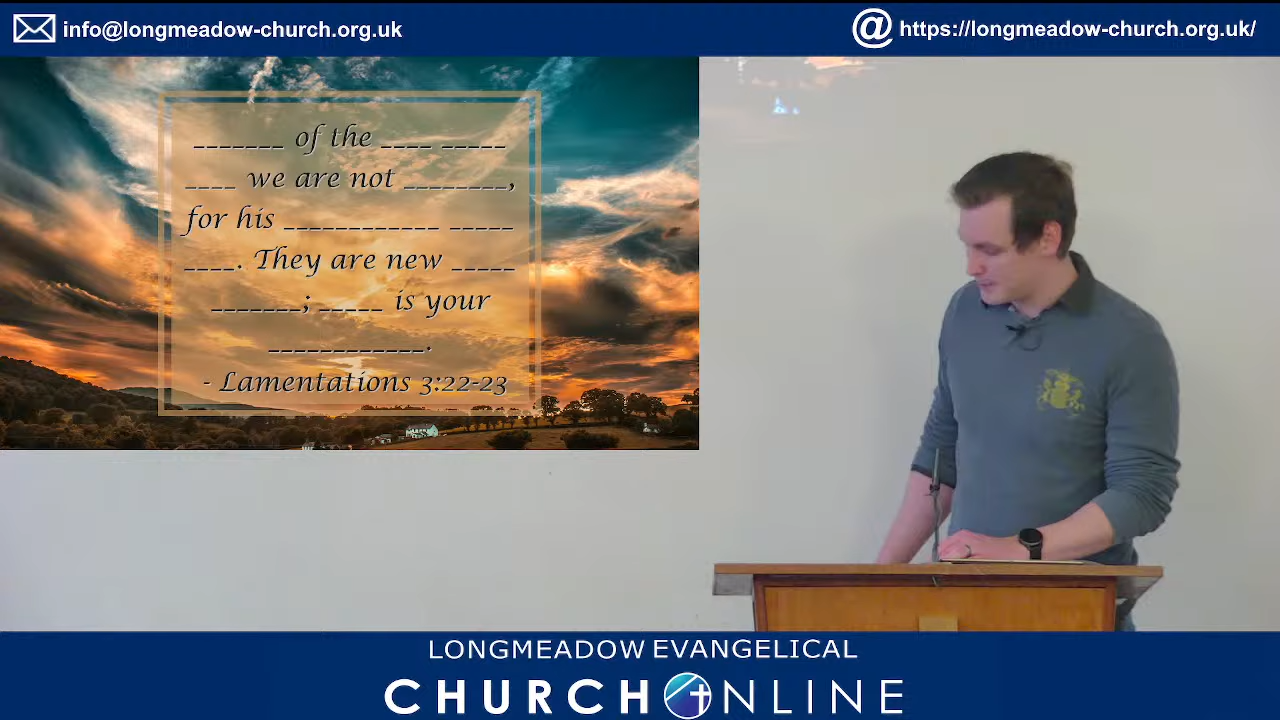 info@longmeadow-church.org.uk
@ https://longmeadow-church.org.uk/
_______ of the ____ _____
____ we are not ________,
for his ____________ _____
____. They are new _____
_______; _____ is your
____________.
- Lamentations 3:22-23
LONGMEADOW EVANGELICAL
CHURCH ONLINE